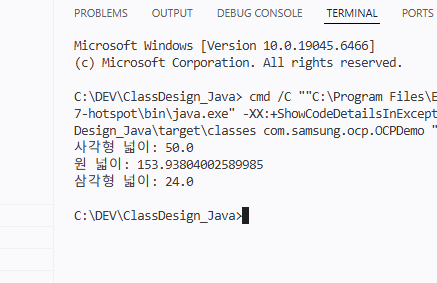 PROBLEMS OUTPUT DEBUG CONSOLE TERMINAL PORTS
Microsoft Windows [Version 10.0.19045.6466]
(c) Microsoft Corporation. All rights reserved.
C:\DEV\ClassDesign_Java> cmd /C ""C:\Program Files\E
7-hotspot\bin\java.exe" -XX:+ShowCodeDetailsInExcept
Design_Java\target\classes com.samsung.ocp.OCPDemo "
사각형 넓이: 50.0
원 넓이: 153.93804002589985
삼각형 넓이: 24.0
C:\DEV\ClassDesign_Java>